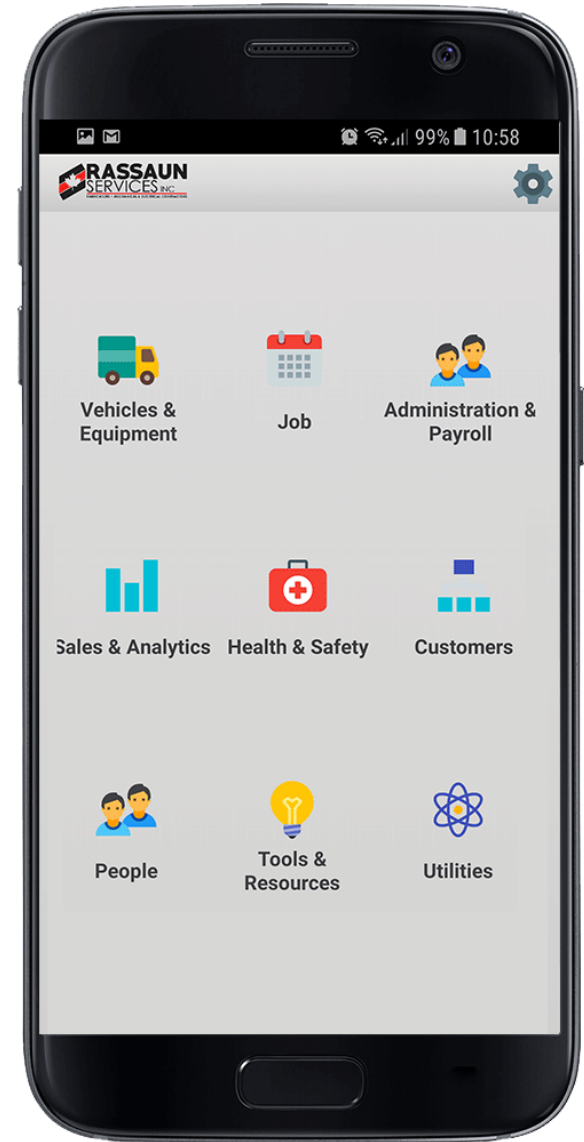 99% 10:58
RASSAUN
SERVICES INC
Vehicles &
Equipment
Job
Administration &
Payroll
Sales & Analytics
Health & Safety
Customers
People
Tools &
Resources
Utilities